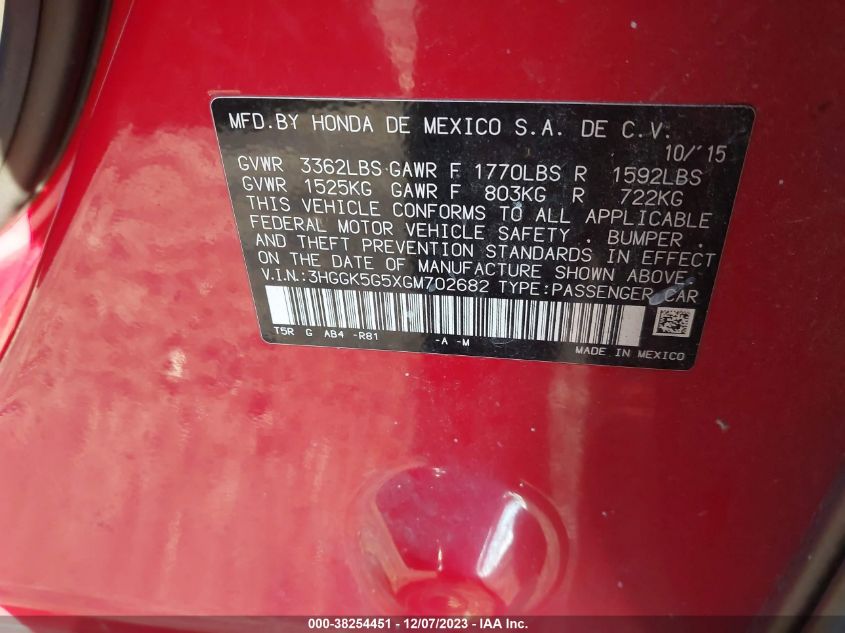 MFD.BY HONDA DE MEXICO S.A. DE C.V.
10/'15
GVWR 3362LBS GAWR F 1770LBS R 1592LBS
GVWR 1525KG GAWR F 803KG R 722KG
THIS VEHICLE CONFORMS TO ALL APPLICABLE
FEDERAL MOTOR VEHICLE SAFETY . BUMPER .
AND THEFT PREVENTION STANDARDS IN EFFECT
ON THE DATE OF MANUFACTURE SHOWN ABOVE.
V.I.N.:3HGGK5G5XGM702682 TYPE:PASSENGER CAR
T5R G AB4 -R81 -A -M
MADE IN MEXICO
000-38254451 - 12/07/2023 - IAA Inc.